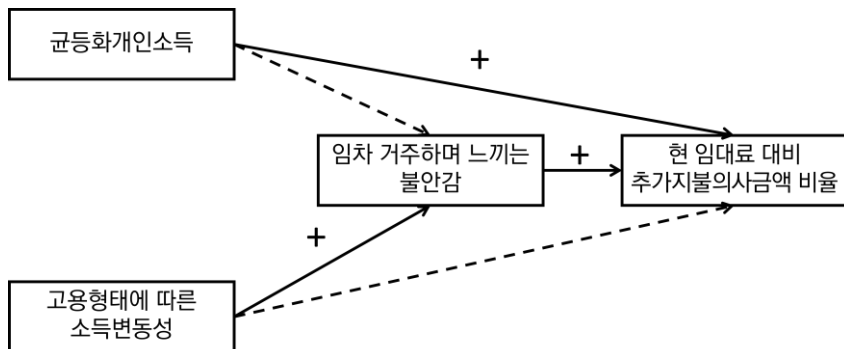 균등화개인소득
+
임차 거주하며 느끼는
불안감
+
현 임대료 대비
추가지불의사금액 비율
+
고용형태에 따른
소득변동성